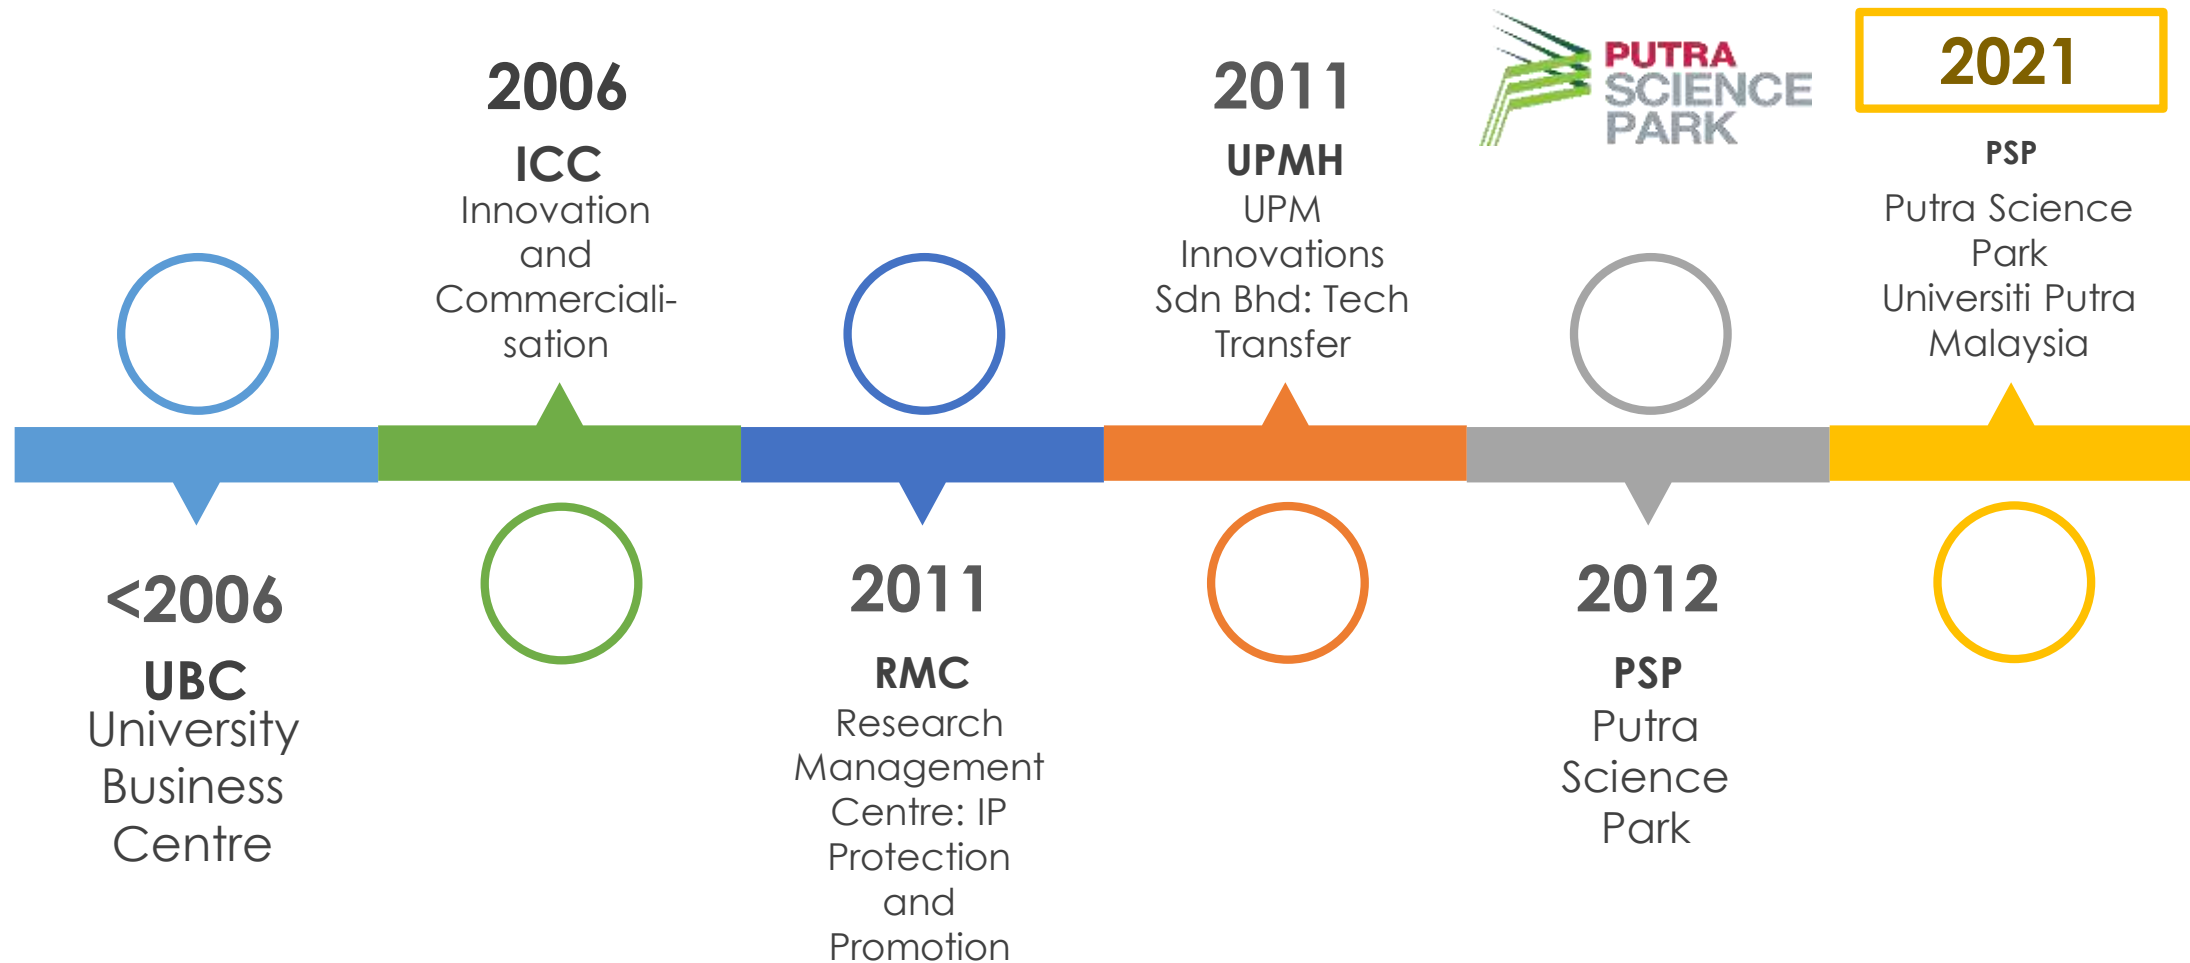 <2006
UBC
University
Business
Centre
2006
ICC
Innovation
and
Commerciali-
sation
2011
RMC
Research
Management
Centre: IP
Protection
and
Promotion
2011
UPMH
UPM
Innovations
Sdn Bhd: Tech
Transfer
PUTRA
SCIENCE
PARK
2012
PSP
Putra
Science
Park
2021
PSP
Putra Science
Park
Universiti Putra
Malaysia